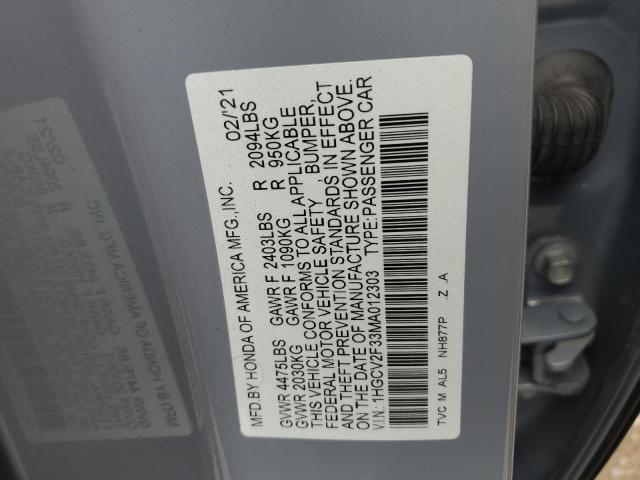 MFD.BY HONDA OF AMERICA MFG.,INC. 02/'21
GVWR 4475LBS GAWR F 2403LBS R 2094LBS
GVWR 2030KG GAWR F 1090KG R 950KG
THIS VEHICLE CONFORMS TO ALL APPLICABLE
FEDERAL MOTOR VEHICLE SAFETY, BUMPER,
AND THEFT PREVENTION STANDARDS IN EFFECT
ON THE DATE OF MANUFACTURE SHOWN ABOVE.
V.I.N: 1HGCV2F33MA012303 TYPE:PASSENGER CAR
TVC M AL5 NH877P Z .A